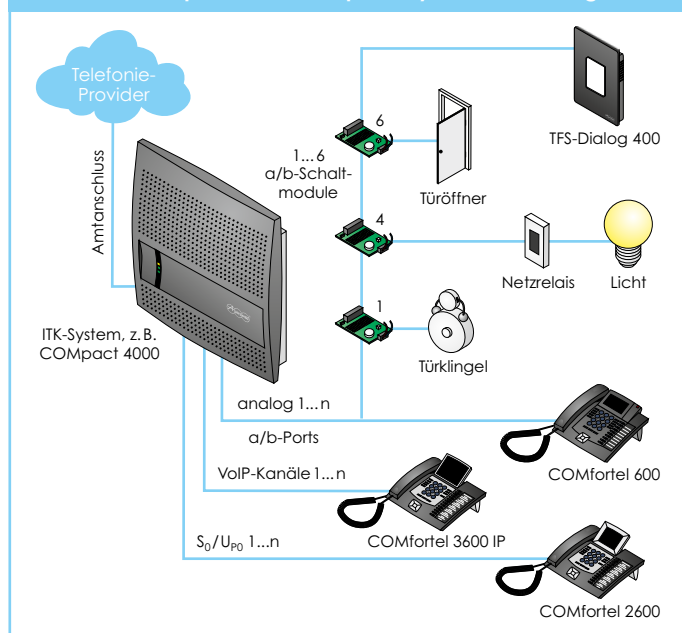 Telefonie-
Provider
Amtanschluss
ITK-System, z. B.
COMpact 4000
1...6
a/b-Schalt-
module
6
Türöffner
TFS-Dialog 400
4
Netzrelais
Licht
1
Türklingel
analog 1...n
a/b-Ports
COMfortel 600
VoIP-Kanäle 1...n
COMfortel 3600 IP
S₀/U_P0 1...n
COMfortel 2600